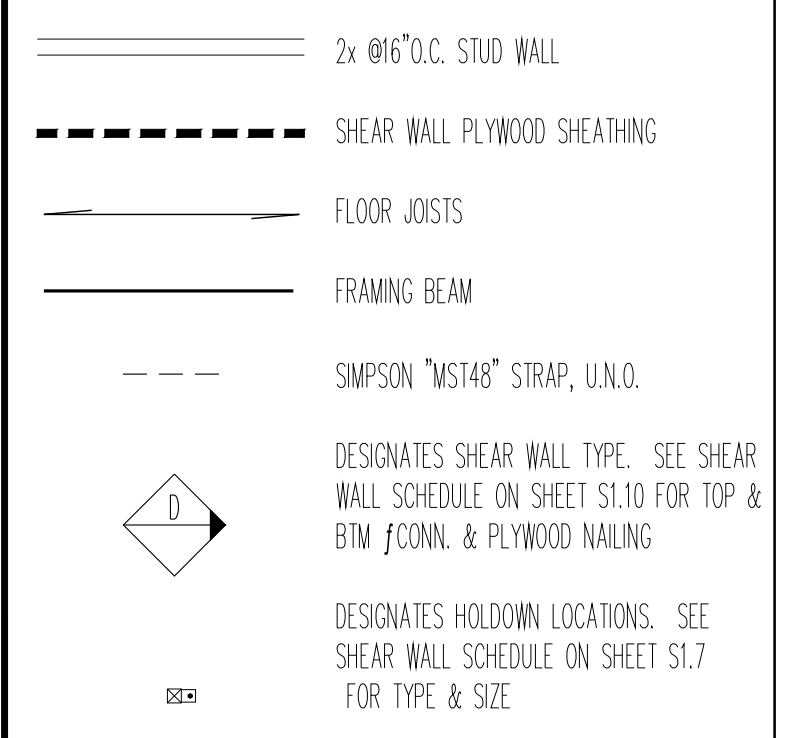 2x @16"O.C. STUD WALL
SHEAR WALL PLYWOOD SHEATHING
FLOOR JOISTS
FRAMING BEAM
SIMPSON "MST48" STRAP, U.N.O.
DESIGNATES SHEAR WALL TYPE. SEE SHEAR
WALL SCHEDULE ON SHEET S1.10 FOR TOP &
BTM ƒCONN. & PLYWOOD NAILING
D
DESIGNATES HOLDOWN LOCATIONS. SEE
SHEAR WALL SCHEDULE ON SHEET S1.7
FOR TYPE & SIZE